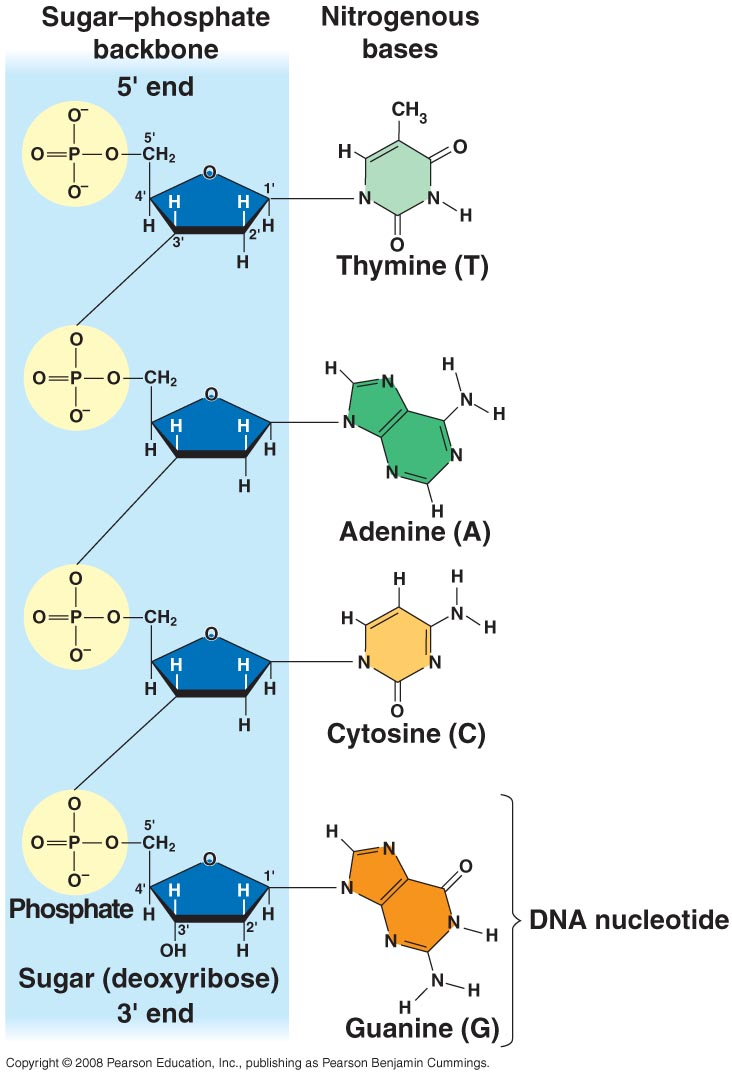 Sugar–phosphate
backbone
Nitrogenous
bases
5' end
O⁻
O=P–O–CH₂
O⁻
5'
O
4'
1'
H
H
H
H
3'
2'
H
CH₃
H
O
N
N
H
O
Thymine (T)
O
O=P–O–CH₂
O⁻
O
H
H
H
H
H
H
N
H
N
H
N
N
N
H
Adenine (A)
O
O=P–O–CH₂
O⁻
O
H
H
H
H
H
H
H
H
N
H
N
N
O
Cytosine (C)
O
O=P–O–CH₂
O⁻
5'
O
4'
1'
H
H
H
H
3'
2'
OH
H
Phosphate
Sugar (deoxyribose)
3' end
H
N
O
N
N
H
N
N
H
H
Guanine (G)
DNA nucleotide
Copyright © 2008 Pearson Education, Inc., publishing as Pearson Benjamin Cummings.